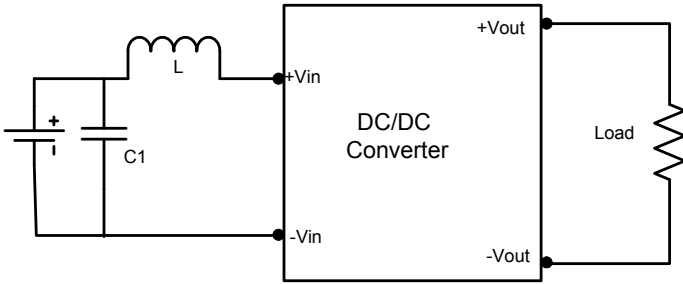 +Vout
L
+Vin
DC/DC
Converter
+
Load
C1
-Vin
-Vout